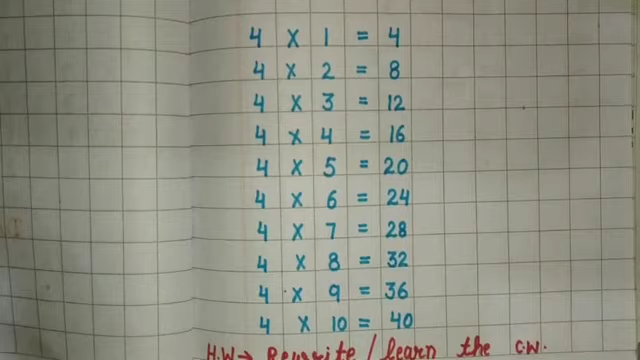 4 x 1 = 4
4 x 2 = 8
4 x 3 = 12
4 x 4 = 16
4 x 5 = 20
4 x 6 = 24
4 x 7 = 28
4 x 8 = 32
4 x 9 = 36
4 x 10 = 40
H.W→ Rewrite / learn the C.W.